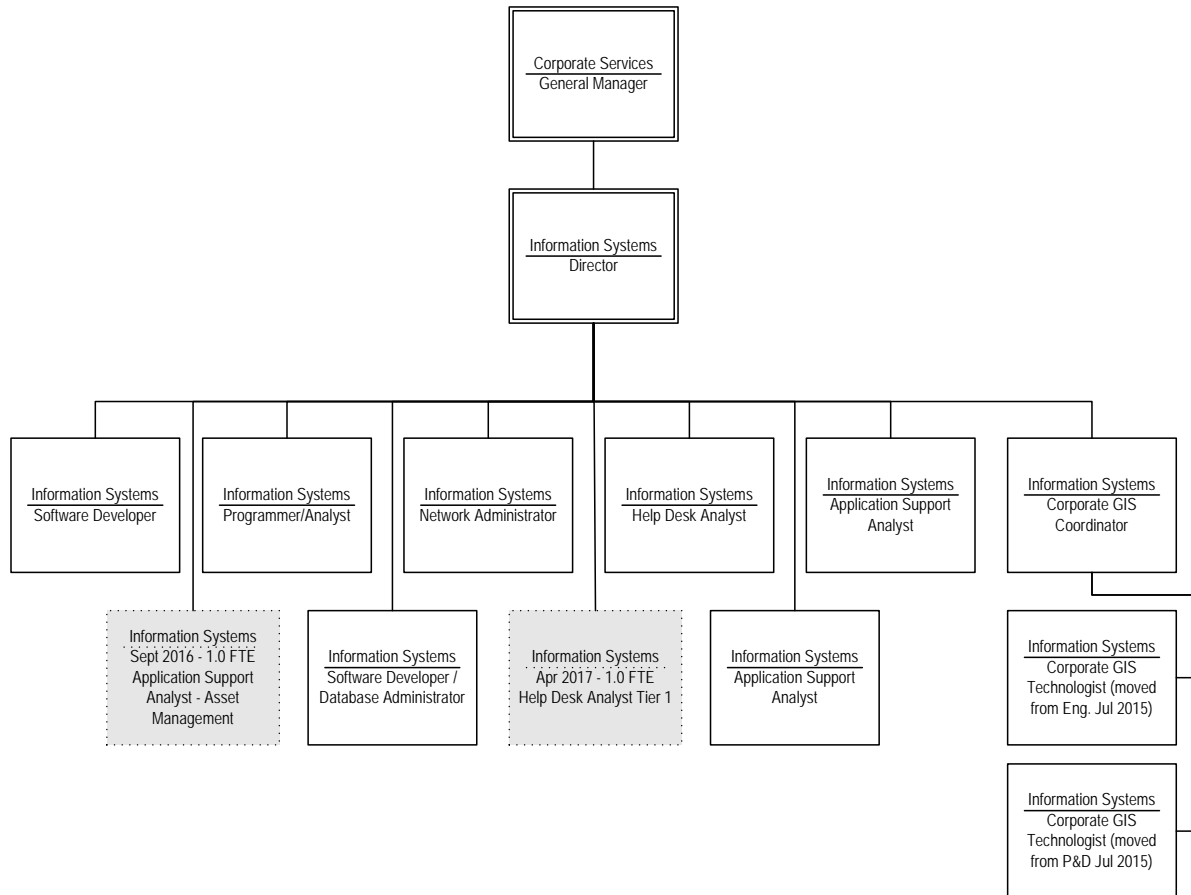 Corporate Services
General Manager
Information Systems
Director
Information Systems
Software Developer
Information Systems
Programmer/Analyst
Information Systems
Network Administrator
Information Systems
Help Desk Analyst
Information Systems
Application Support
Analyst
Information Systems
Corporate GIS
Coordinator
Information Systems
Sept 2016 - 1.0 FTE
Application Support
Analyst - Asset
Management
Information Systems
Software Developer /
Database Administrator
Information Systems
Apr 2017 - 1.0 FTE
Help Desk Analyst Tier 1
Information Systems
Application Support
Analyst
Information Systems
Corporate GIS
Technologist (moved
from Eng. Jul 2015)
Information Systems
Corporate GIS
Technologist (moved
from P&D Jul 2015)